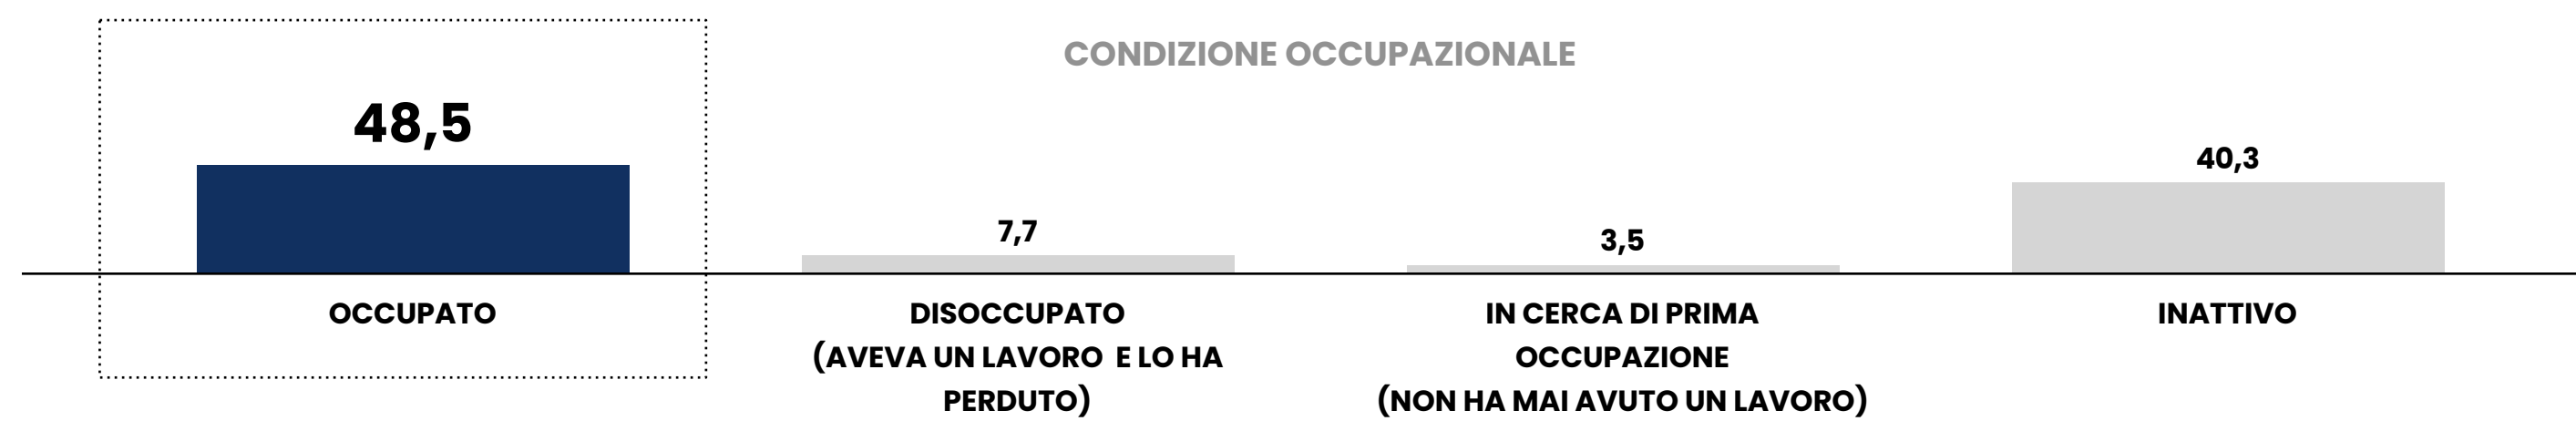 CONDIZIONE OCCUPAZIONALE
48,5
7,7
3,5
40,3
OCCUPATO
DISOCCUPATO
(AVEVA UN LAVORO  E LO HA
PERDUTO)
IN CERCA DI PRIMA
OCCUPAZIONE
(NON HA MAI AVUTO UN LAVORO)
INATTIVO